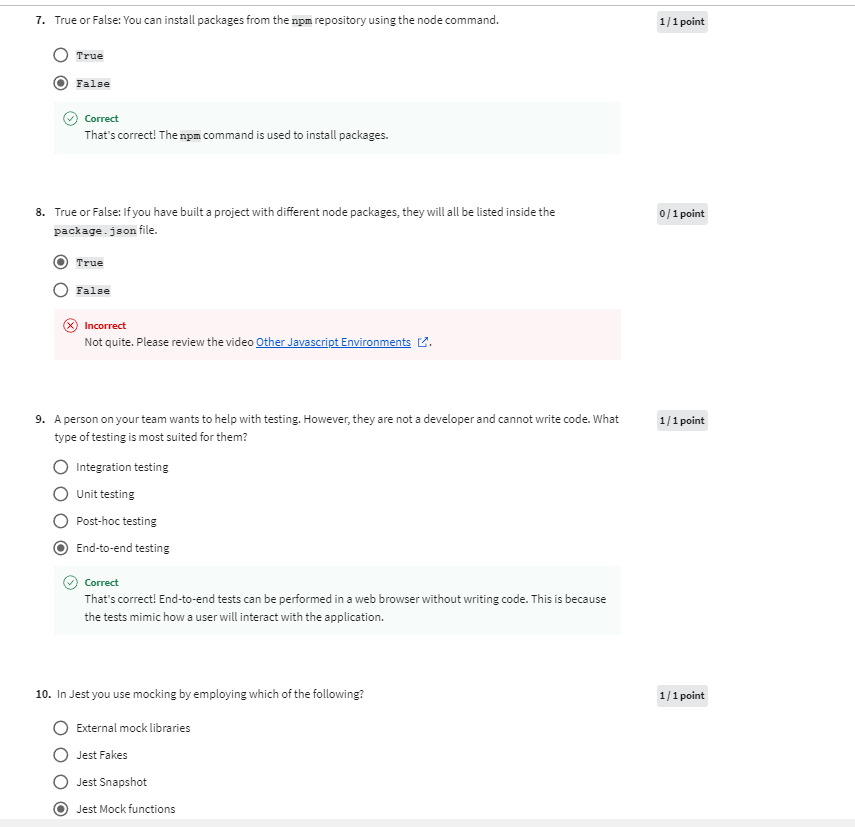 7. True or False: You can install packages from the npm repository using the node command.
1 / 1 point
True
False
Correct
That's correct! The npm command is used to install packages.
8. True or False: If you have built a project with different node packages, they will all be listed inside the
package.json file.
0 / 1 point
True
False
Incorrect
Not quite. Please review the video Other Javascript Environments.
9. A person on your team wants to help with testing. However, they are not a developer and cannot write code. What
type of testing is most suited for them?
1 / 1 point
Integration testing
Unit testing
Post-hoc testing
End-to-end testing
Correct
That's correct! End-to-end tests can be performed in a web browser without writing code. This is because
the tests mimic how a user will interact with the application.
10. In Jest you use mocking by employing which of the following?
1 / 1 point
External mock libraries
Jest Fakes
Jest Snapshot
Jest Mock functions